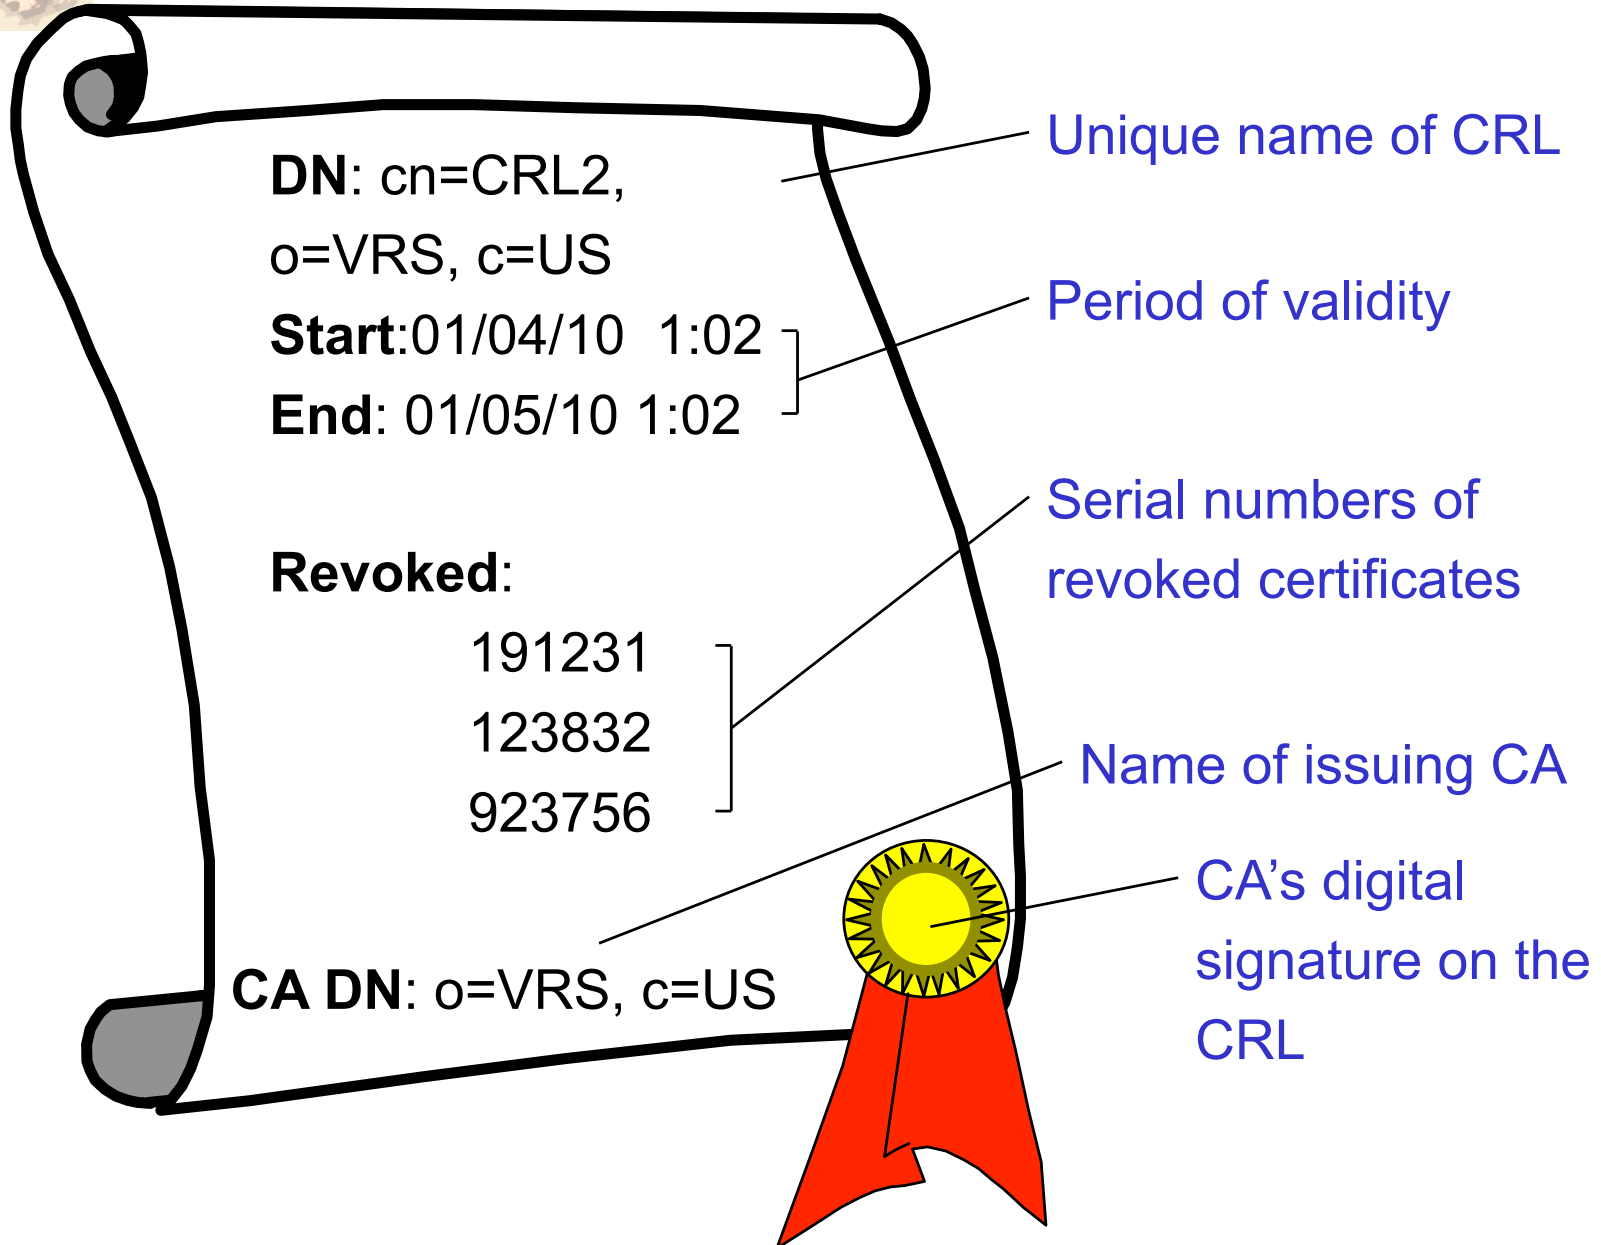 DN: cn=CRL2,
o=VRS, c=US
Start:01/04/10  1:02
End: 01/05/10 1:02
Revoked:
191231
123832
923756
CA DN: o=VRS, c=US
Unique name of CRL
Period of validity
Serial numbers of
revoked certificates
Name of issuing CA
CA’s digital
signature on the
CRL